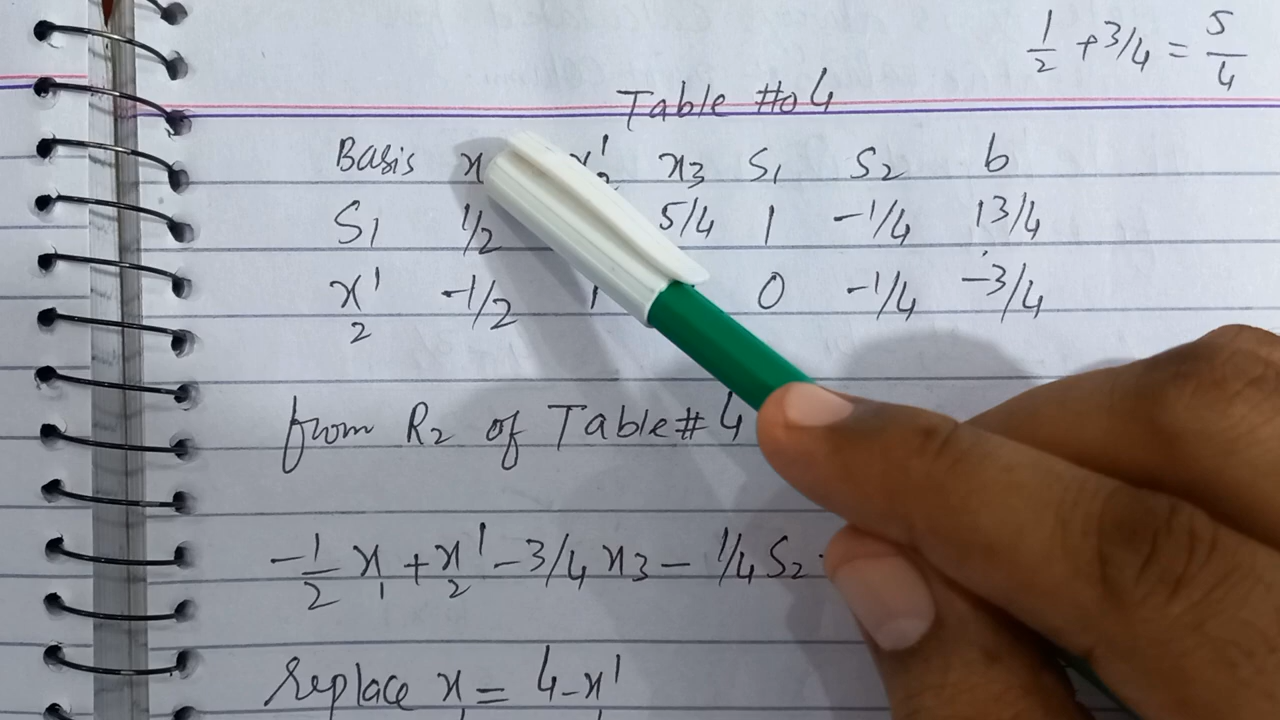 1/2 + 3/4 = 5/4
Table #04
Basis x x3 S1 S2 b
S1 1/2 5/4 1 -1/4 13/4
x'2 -1/2 1 0 -1/4 -3/4
from R2 of Table # 4
-1/2 x1 + x'2 - 3/4 x3 - 1/4 S2
replace x1 = 4 - x'1